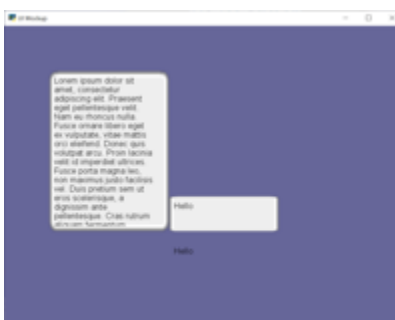 UI Mockup
Lorem ipsum dolor sit
amet, consectetur
adipiscing elit. Praesent
eget pellentesque velit.
Nam eu rhoncus nulla.
Fusce ornare libero eget
ex vulputate, vitae mattis
orci eleifend. Donec quis
volutpat arcu. Proin lacinia
velit id imperdiet ultrices.
Fusce porta magna leo,
non maximus justo facilisis
vel. Duis pretium sem ut
eros scelerisque, a
dignissim ante
pellentesque. Cras rutrum
aliquam fermentum
Hello
Hello